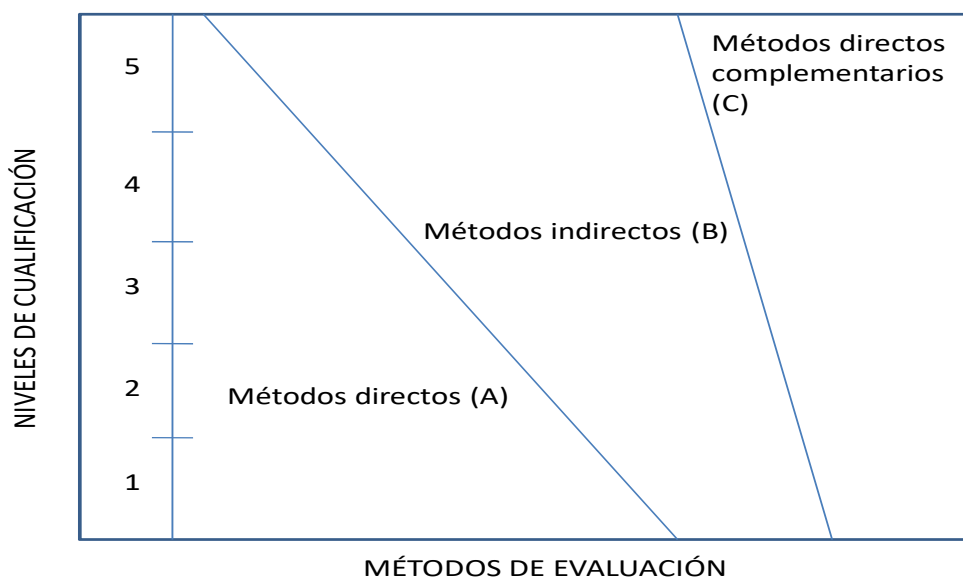 NIVELES DE CUALIFICACIÓN
5
4
3
2
1
Métodos directos
complementarios
(C)
Métodos indirectos (B)
Métodos directos (A)
MÉTODOS DE EVALUACIÓN